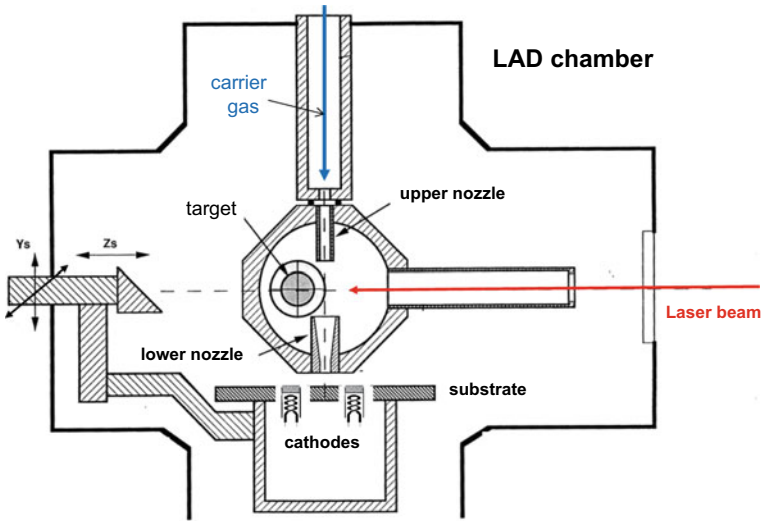 LAD chamber
carrier
gas
upper nozzle
target
Ys
Zs
Laser beam
lower nozzle
substrate
cathodes